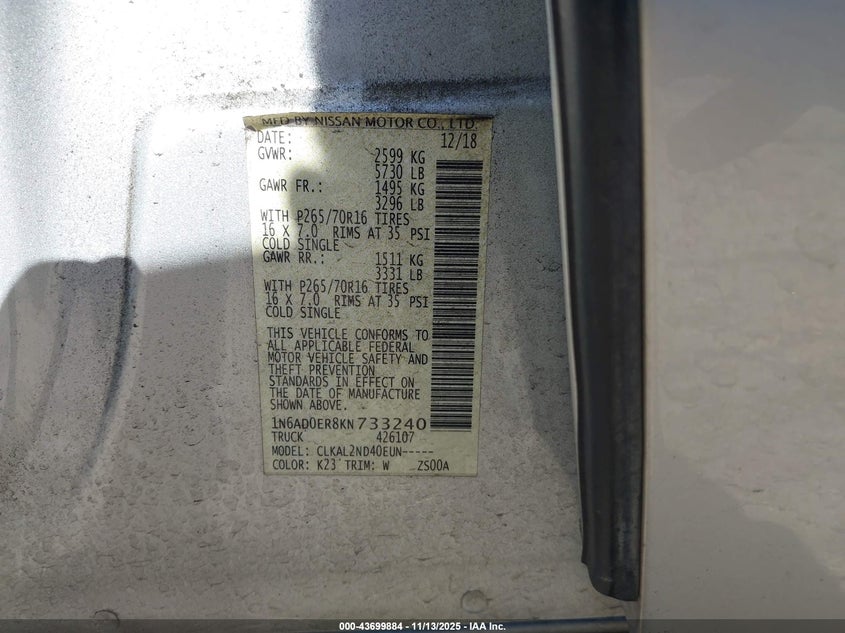 MFD BY NISSAN MOTOR CO., LTD.
DATE: 12/18
GVWR: 2599 KG
5730 LB
GAWR FR.: 1495 KG
3296 LB
WITH P265/70R16 TIRES
16 X 7.0 RIMS AT 35 PSI
COLD SINGLE
GAWR RR.: 1511 KG
3331 LB
WITH P265/70R16 TIRES
16 X 7.0 RIMS AT 35 PSI
COLD SINGLE
THIS VEHICLE CONFORMS TO
ALL APPLICABLE FEDERAL
MOTOR VEHICLE SAFETY AND
THEFT PREVENTION
STANDARDS IN EFFECT ON
THE DATE OF MANUFACTURE
SHOWN ABOVE.
1N6AD0ER8KN733240
TRUCK 426107
MODEL: CLKAL2ND40EUN-----
COLOR: K23 TRIM: W ZS00A
000-43699884 - 11/13/2025 - IAA Inc.